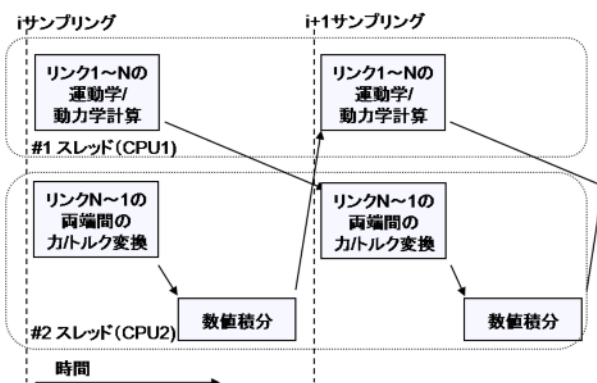 iサンプリング
i+1サンプリング
リンク1～Nの
運動学/
動力学計算
リンク1～Nの
運動学/
動力学計算
#1 スレッド(CPU1)
リンクN～1の
両端間の
力/トルク変換
リンクN～1の
両端間の
力/トルク変換
数値積分
数値積分
#2 スレッド(CPU2)
時間